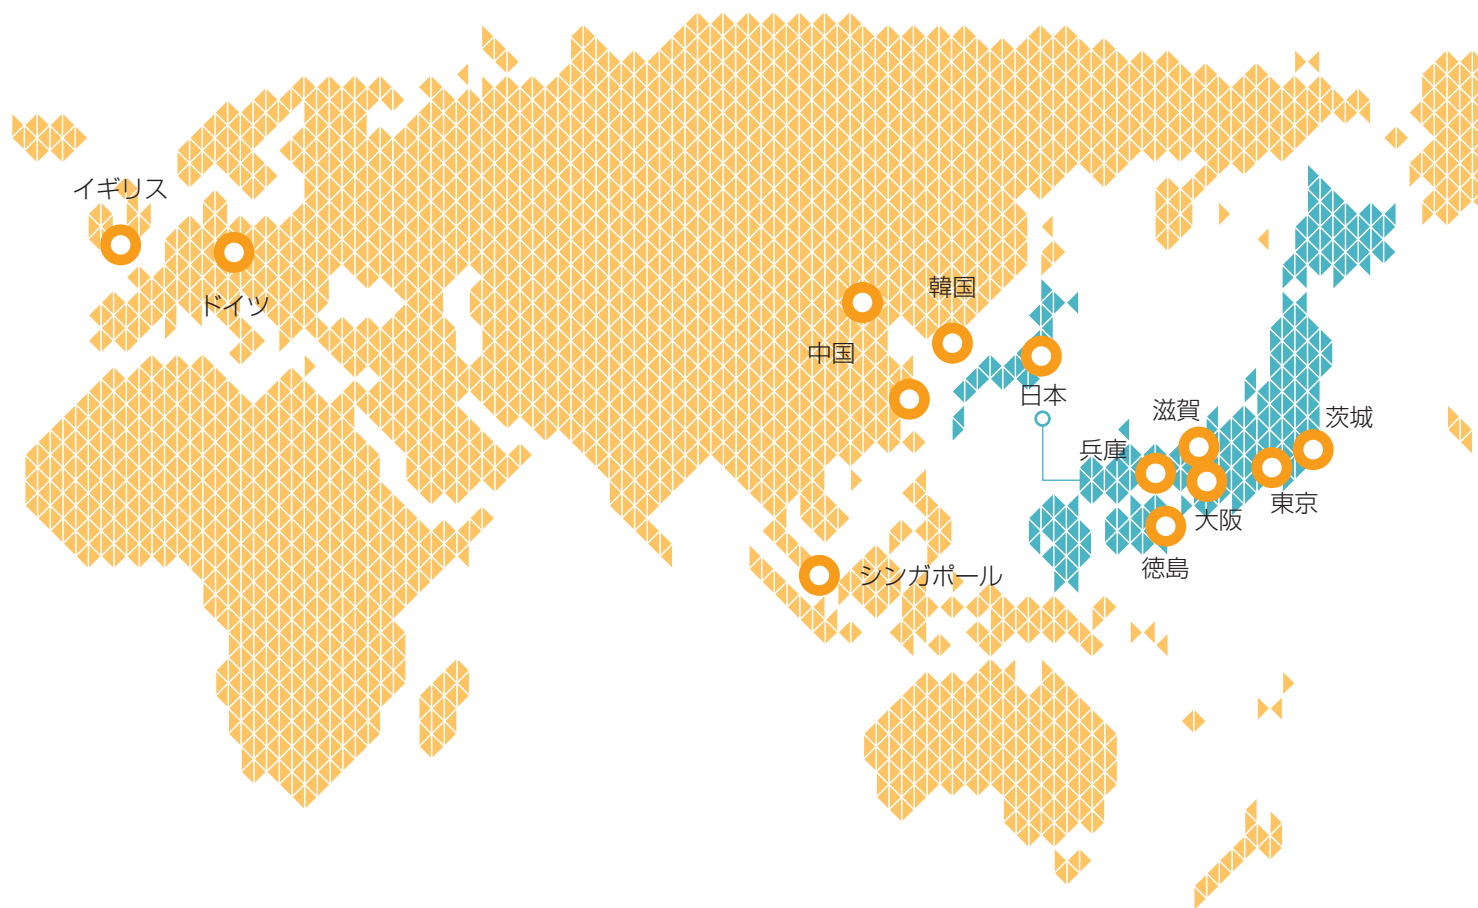 イギリス
ドイツ
韓国
中国
日本
滋賀
茨城
兵庫
東京
大阪
徳島
シンガポール